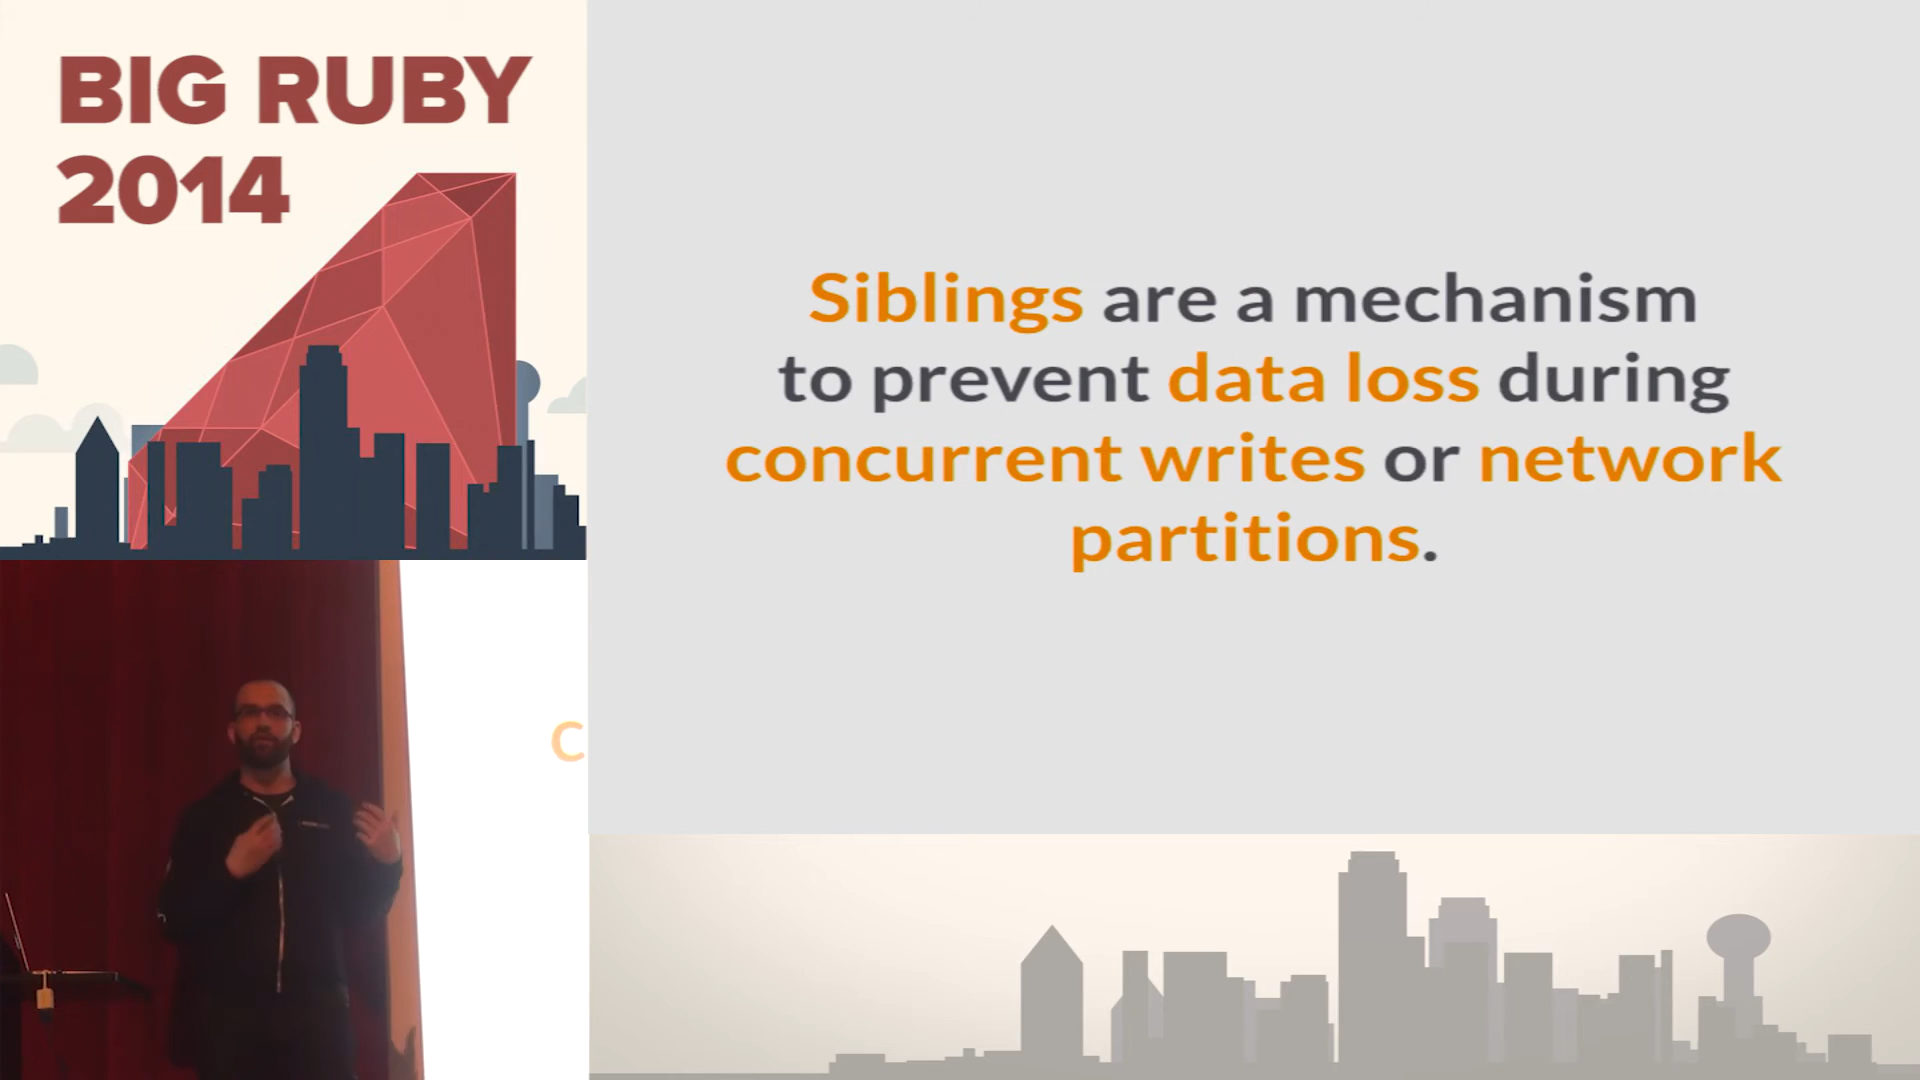 BIG RUBY
2014
Siblings are a mechanism
to prevent data loss during
concurrent writes or network
partitions.
C